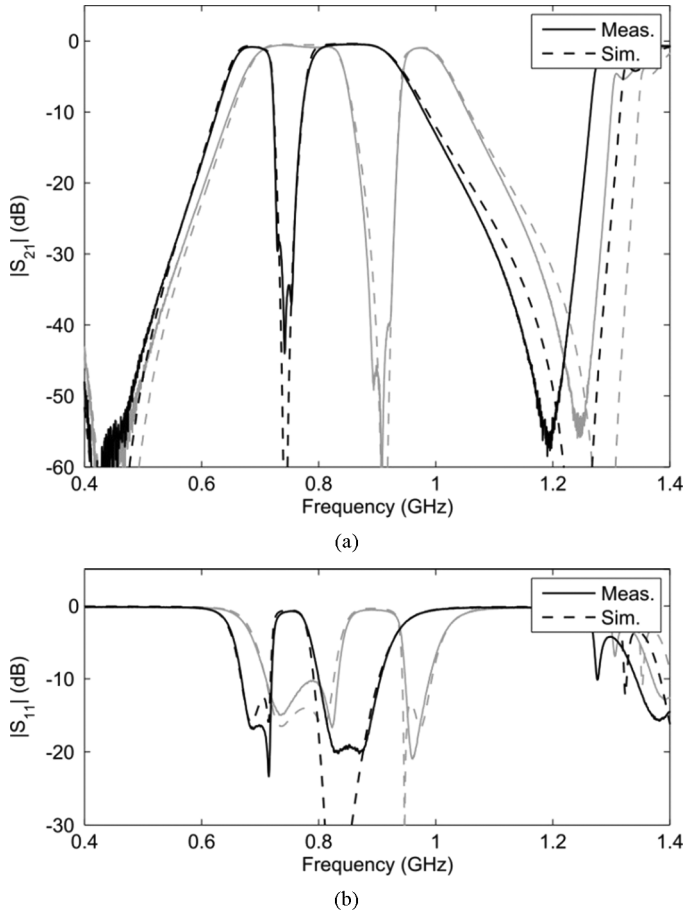 0
-10
-20
-30
-40
-50
-60
|S21| (dB)
Meas.
Sim.
0.4 0.6 0.8 1 1.2 1.4
Frequency (GHz)
(a)
0
-10
-20
-30
|S11| (dB)
Meas.
Sim.
0.4 0.6 0.8 1 1.2 1.4
Frequency (GHz)
(b)